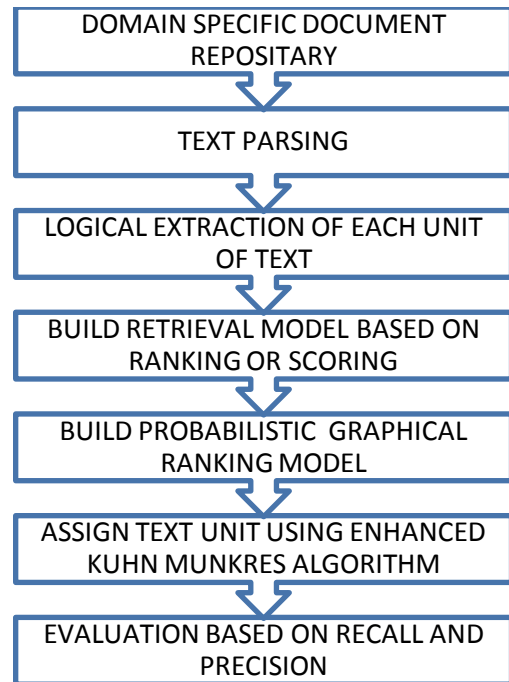 DOMAIN SPECIFIC DOCUMENT
REPOSITARY
TEXT PARSING
LOGICAL EXTRACTION OF EACH UNIT
OF TEXT
BUILD RETRIEVAL MODEL BASED ON
RANKING OR SCORING
BUILD PROBABILISTIC GRAPHICAL
RANKING MODEL
ASSIGN TEXT UNIT USING ENHANCED
KUHN MUNKRES ALGORITHM
EVALUATION BASED ON RECALL AND
PRECISION